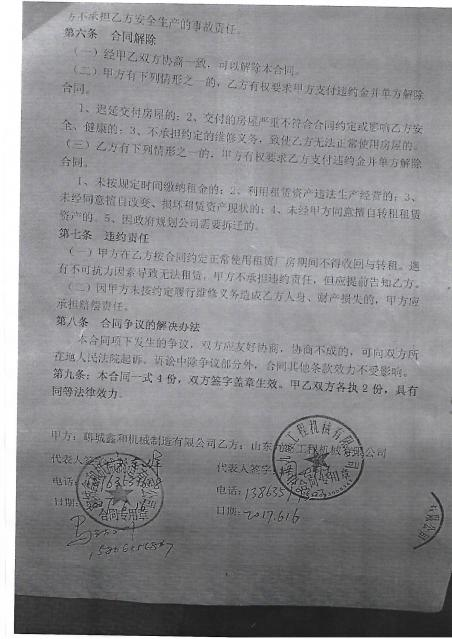 方不承担乙方安全生产的事故责任。
第六条 合同解除
（一）经甲乙双方协商一致，可以解除本合同。
（二）甲方有下列情形之一的，乙方有权要求甲方支付违约金并单方解除
合同。
1、迟延交付房屋的；2、交付的房屋严重不符合合同约定或影响乙方安
全、健康的；3、不承担约定的维修义务，致使乙方无法正常使用房屋的。
（三）乙方有下列情形之一的，甲方有权要求乙方支付违约金并单方解除
合同。
1、未按规定时间缴纳租金的；2、利用租赁资产违法生产经营的；3、
未经同意擅自改变、损坏租赁资产现状的；4、未经甲方同意擅自转租租赁
资产的。5、因政府规划公司需要拆迁的。
第七条 违约责任
（一）甲方在乙方按合同约定正常使用租赁厂房期间不得收回与转租。遇
有不可抗力因素导致无法租赁，甲方不承担违约责任，但应提前告知乙方。
（二）因甲方未按约定履行维修义务造成乙方人身、财产损失的，甲方应
承担赔偿责任。
第八条 合同争议的解决办法
本合同项下发生的争议，双方应友好协商，协商不成的，可向双方所
在地人民法院起诉。诉讼中除争议部分外，合同其他条款效力不受影响。
第九条：本合同一式4份，双方签字盖章生效。甲乙双方各执2份，具有
同等法律效力。
甲方：城鑫和机械制造有限公司乙方：山东工程机械有限公司
代表人签 代表人签字
电话： 电话：138635
日期： 日期：2017.6.16
合同专用章